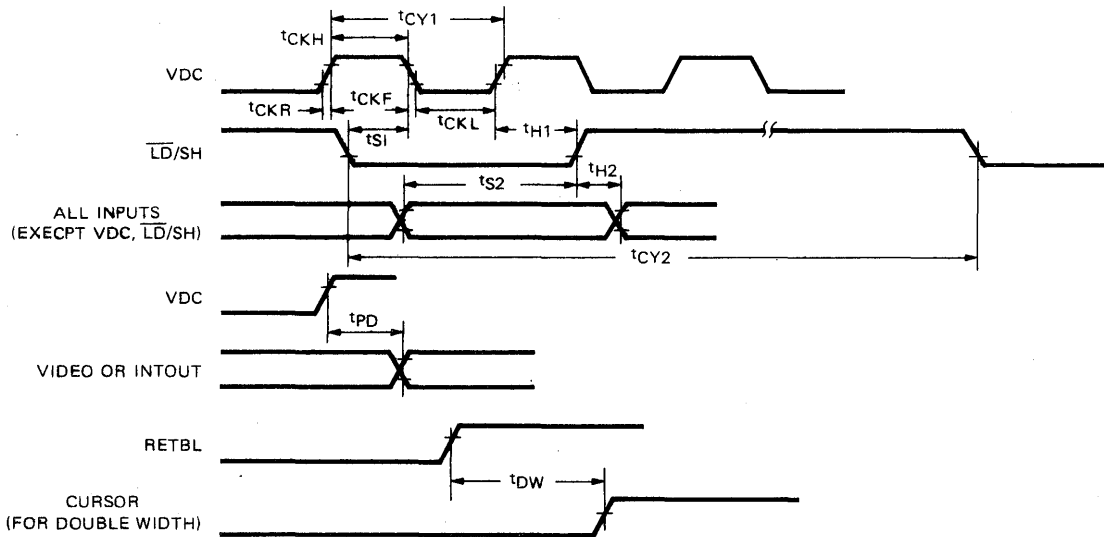 tCY1
tCKH
VDC
tCKR
tCKF
tCKL
tSI
tH1
LD/SH
tS2
tH2
ALL INPUTS
(EXECPT VDC, LD/SH)
tCY2
VDC
tPD
VIDEO OR INTOUT
RETBL
tDW
CURSOR
(FOR DOUBLE WIDTH)